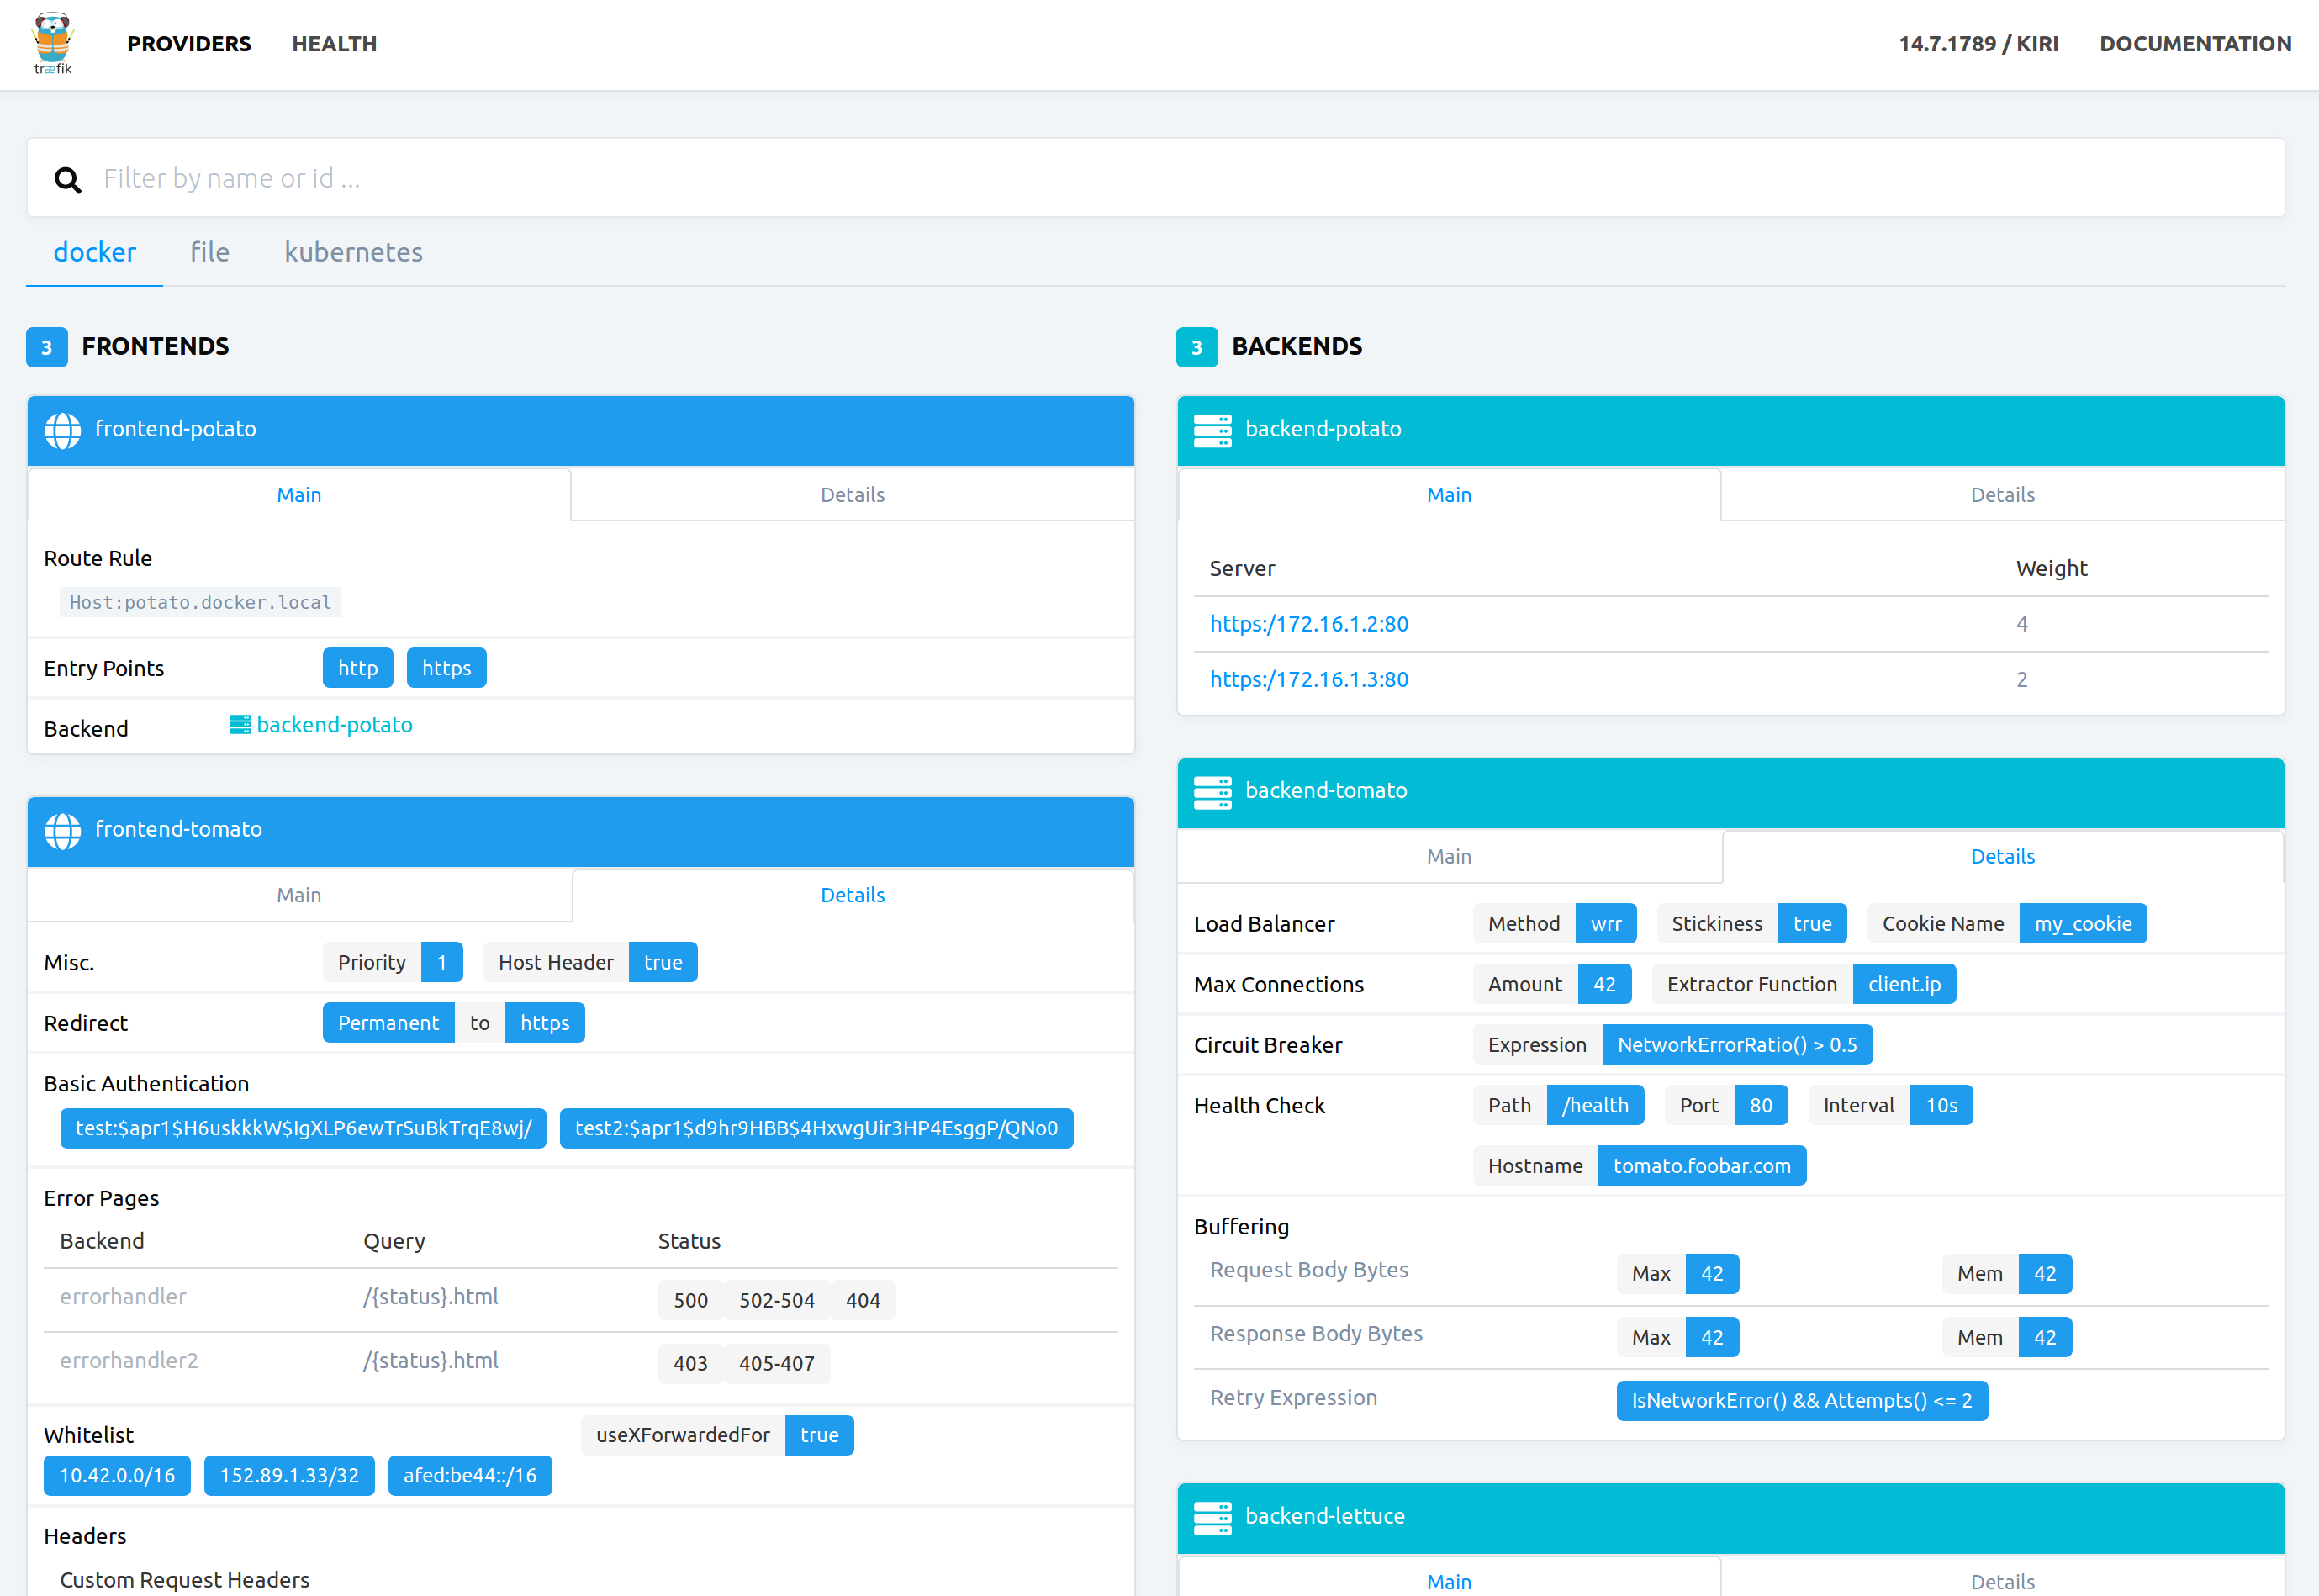 træfik
PROVIDERS HEALTH 14.7.1789 / KIRI DOCUMENTATION
Filter by name or id ...
docker file kubernetes
3 FRONTENDS
frontend-potato
Main Details
Route Rule
Host:potato.docker.local
Entry Points http https
Backend backend-potato
frontend-tomato
Main Details
Misc. Priority 1 Host Header true
Redirect Permanent to https
Basic Authentication
test:$apr1$H6uskkkW$IgXLP6ewTrSuBkTrqE8wj/ test2:$apr1$d9hr9HBB$4HxwgUir3HP4EsggP/QNo0
Error Pages
Backend Query Status
errorhandler /{status}.html 500 502-504 404
errorhandler2 /{status}.html 403 405-407
Whitelist useXForwardedFor true
10.42.0.0/16 152.89.1.33/32 afed:be44::/16
Headers
Custom Request Headers
3 BACKENDS
backend-potato
Main Details
Server Weight
https:/172.16.1.2:80 4
https:/172.16.1.3:80 2
backend-tomato
Main Details
Load Balancer Method wrr Stickiness true Cookie Name my_cookie
Max Connections Amount 42 Extractor Function client.ip
Circuit Breaker Expression NetworkErrorRatio() > 0.5
Health Check Path /health Port 80 Interval 10s
Hostname tomato.foobar.com
Buffering
Request Body Bytes Max 42 Mem 42
Response Body Bytes Max 42 Mem 42
Retry Expression IsNetworkError() && Attempts() <= 2
backend-lettuce
Main Details